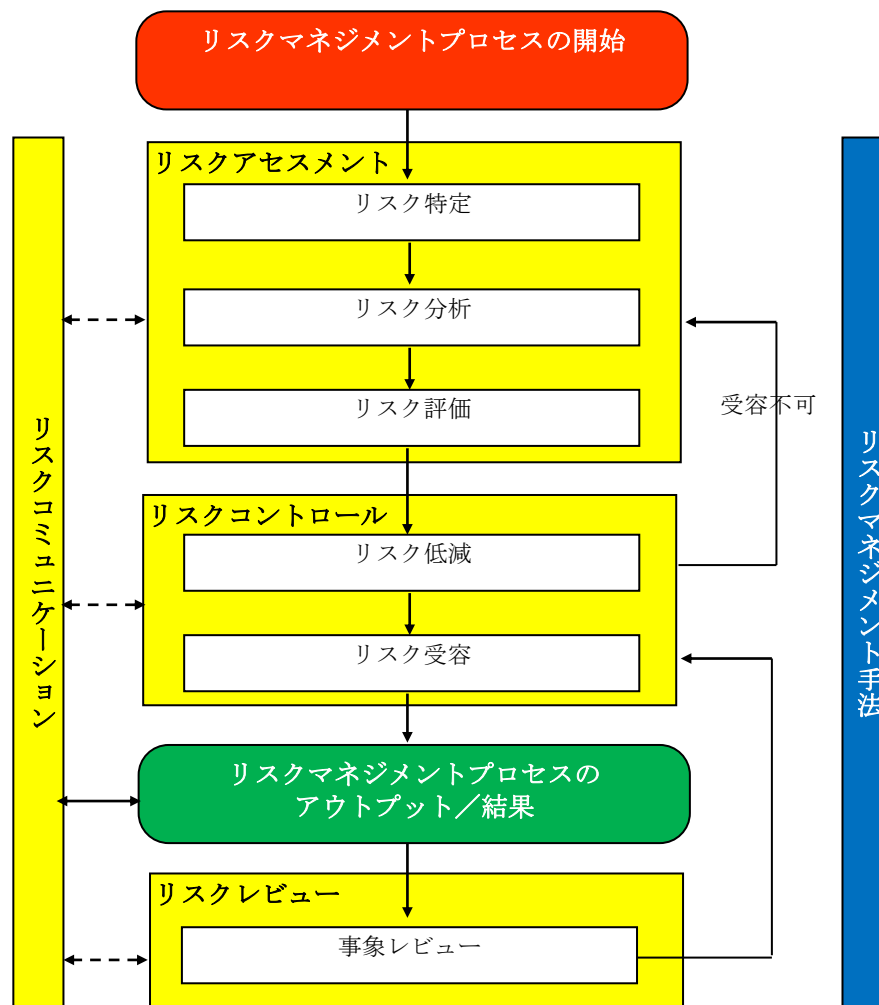 リスクマネジメントプロセスの開始
リスクアセスメント
リスク特定
リスク分析
リスク評価
受容不可
リスクコントロール
リスク低減
リスク受容
リスクマネジメントプロセスの
アウトプット／結果
リスクレビュー
事象レビュー
リスクコミュニケーション
リスクマネジメント手法